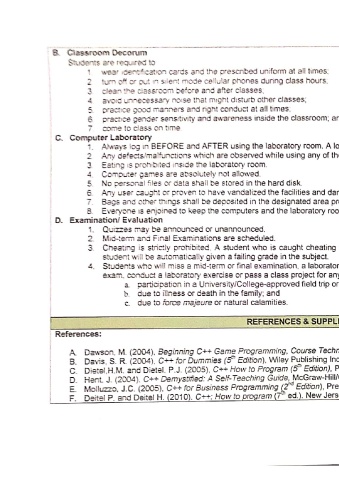 B. Classroom Decorum
Students are required to
1. wear identification cards and the prescribed uniform at all times;
2. turn off or put in silent mode cellular phones during class hours;
3. clean the classroom before and after classes;
4. avoid unnecessary noise that might disturb other classes;
5. practice good manners and right conduct at all times;
6. practice gender sensitivity and awareness inside the classroom; an
7. come to class on time
C. Computer Laboratory
1. Always log in BEFORE and AFTER using the laboratory room. A lo
2. Any defects/malfunctions which are observed while using any of th
3. Eating is prohibited inside the laboratory room.
4. Computer games are absolutely not allowed.
5. No personal files or data shall be stored in the hard disk.
6. Any user caught or proven to have vandalized the facilities and dar
7. Bags and other things shall be deposited in the designated area pr
8. Everyone is enjoined to keep the computers and the laboratory roo
D. Examination/ Evaluation
1. Quizzes may be announced or unannounced.
2. Mid-term and Final Examinations are scheduled.
3. Cheating is strictly prohibited. A student who is caught cheating
student will be automatically given a failing grade in the subject.
4. Students who will miss a mid-term or final examination, a laborator
exam, conduct a laboratory exercise or pass a class project for any
a. participation in a University/College-approved field trip or
b. due to illness or death in the family; and
c. due to force majeure or natural calamities.
REFERENCES & SUPPL
References:
A. Dawson, M. (2004), Beginning C++ Game Programming, Course Techn
B. Davis, S. R. (2004). C++ for Dummies (5th Edition), Wiley Publishing Inc
C. Dietel,H.M. and Dietel. P.J. (2005), C++ How to Program (5th Edition), P
D. Hent, J. (2004). C++ Demystified: A Self-Teaching Guide, McGraw-Hill/
E. Molluzzo, J.C. (2005), C++ for Business Programming (2nd Edition), Pre
F. Deitel P. and Deitel H. (2010). C++: How to program (7th ed.). New Jers